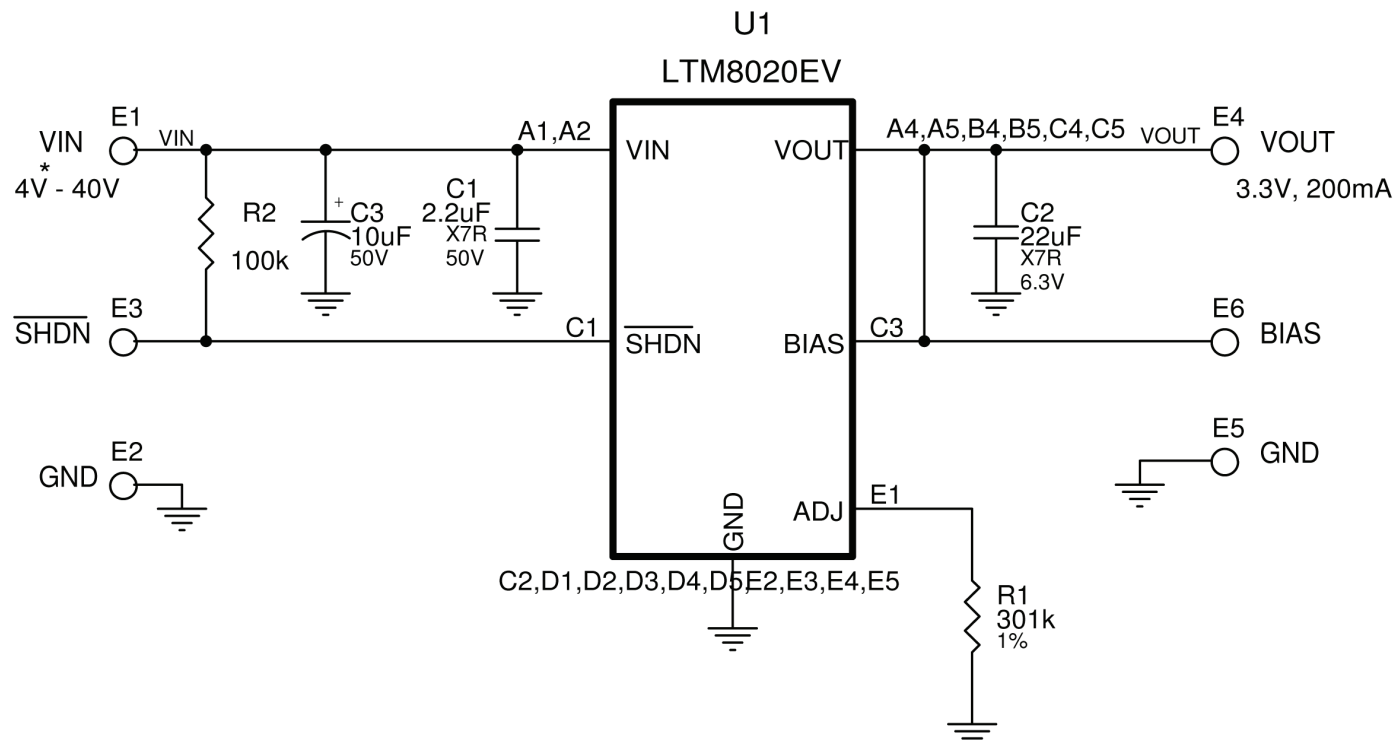 U1
LTM8020EV
E1
VIN
VIN
*
4V - 40V
A1,A2
VIN
VOUT
A4,A5,B4,B5,C4,C5
VOUT
E4
VOUT
3.3V, 200mA
R2
100k
+
C3
10uF
50V
C1
2.2uF
X7R
50V
C2
22uF
X7R
6.3V
E3
SHDN
C1
SHDN
BIAS
C3
E6
BIAS
E2
GND
E5
GND
ADJ
E1
GND
C2,D1,D2,D3,D4,D5,E2,E3,E4,E5
R1
301k
1%